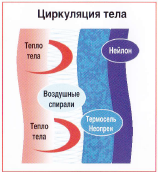 Циркуляция тела
Тепло
тела
Нейлон
Воздушные
спирали
Термосель
Неопрен
Тепло
тела